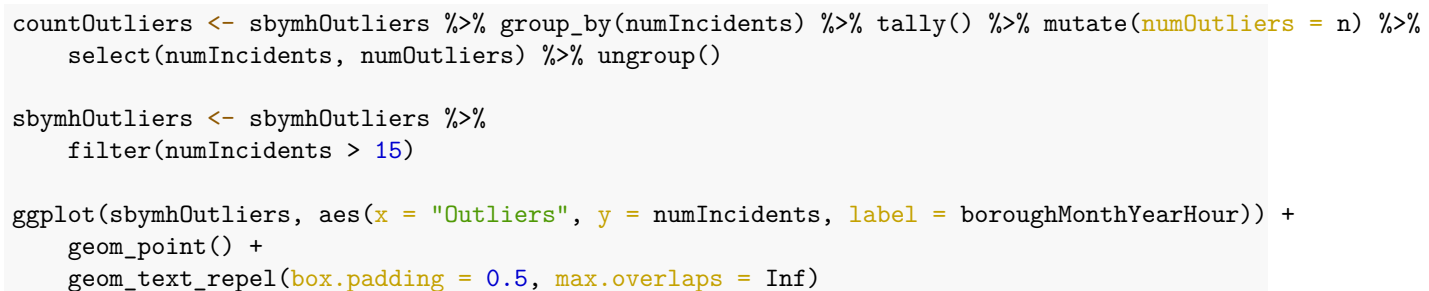 countOutliers <- sbymhOutliers %>% group_by(numIncidents) %>% tally() %>% mutate(numOutliers = n) %>%
    select(numIncidents, numOutliers) %>% ungroup()

sbymhOutliers <- sbymhOutliers %>%
    filter(numIncidents > 15)

ggplot(sbymhOutliers, aes(x = "Outliers", y = numIncidents, label = boroughMonthYearHour)) +
    geom_point() +
    geom_text_repel(box.padding = 0.5, max.overlaps = Inf)